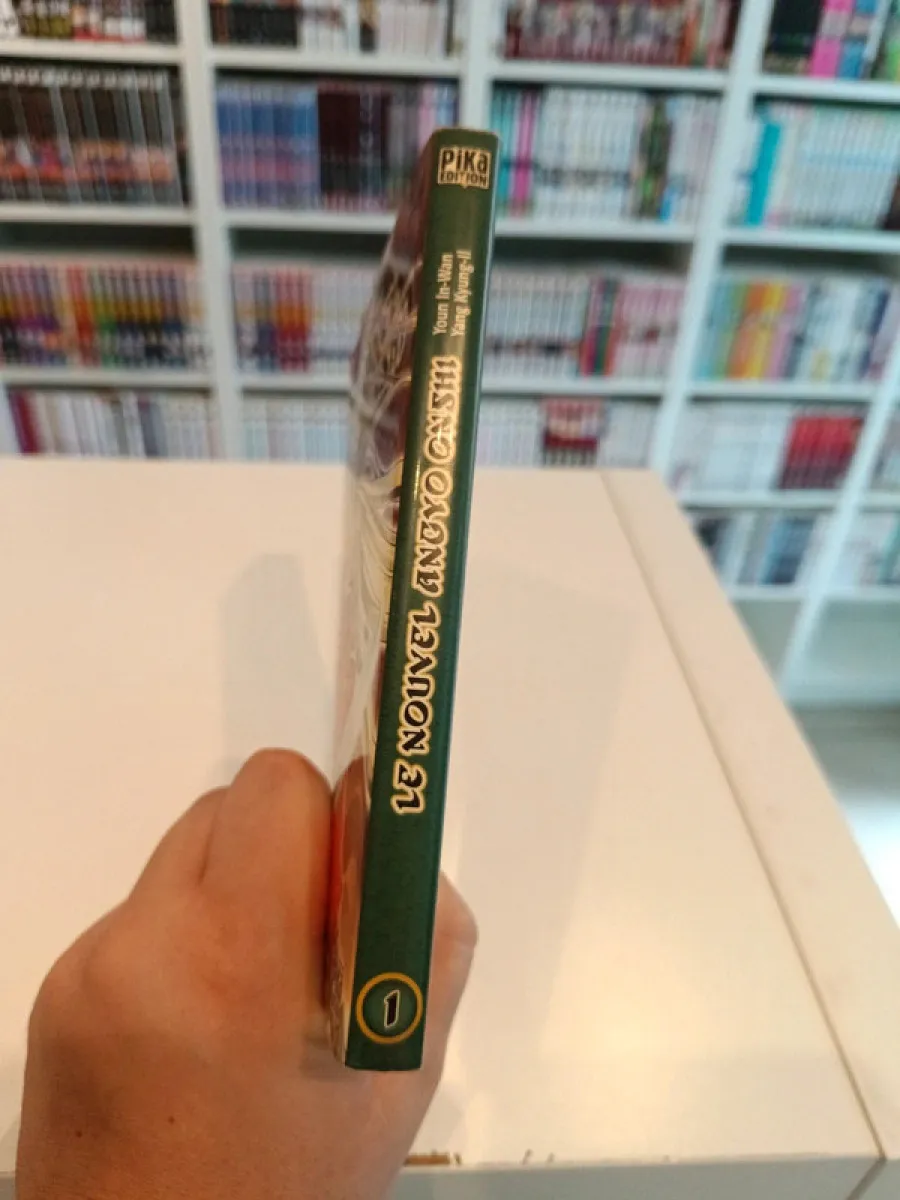 PiKa
EDITION
Youn In-Wan
Yang Kyung-Il
LE NOUVEL ANGYO ONSHI
1